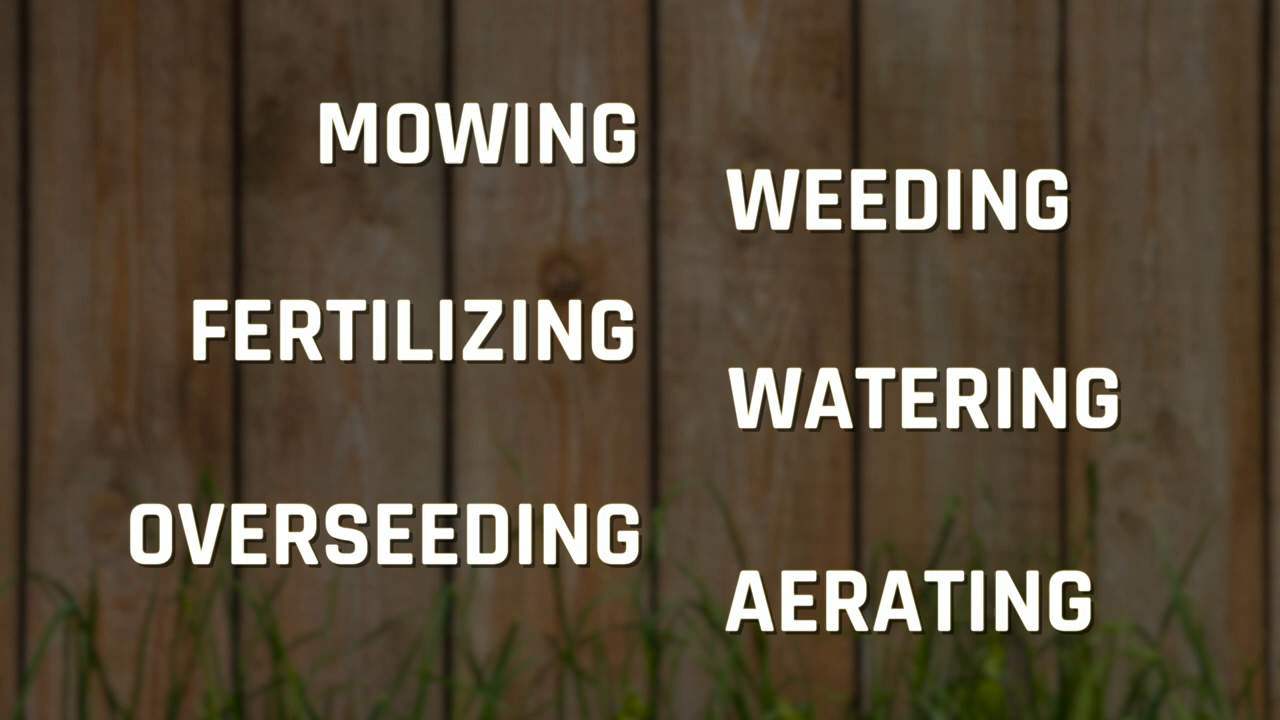 MOWING
WEEDING
FERTILIZING
WATERING
OVERSEEDING
AERATING